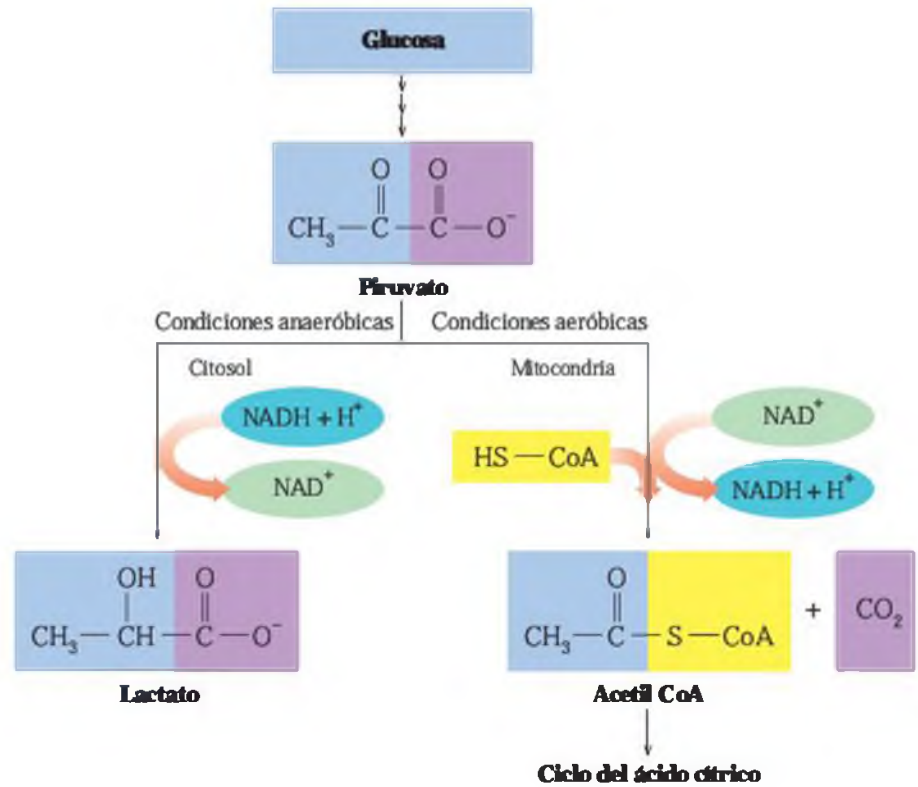 Glucosa
O O
CH₃ — C — C — O⁻
Piruvato
Condiciones anaeróbicas Condiciones aeróbicas
Citosol Mitocondria
NADH + H⁺ NAD⁺
HS — CoA
NAD⁺ NADH + H⁺
OH O O
CH₃ — CH — C — O⁻ CH₃ — C — S — CoA + CO₂
Lactato Acetil CoA
Ciclo del ácido cítrico